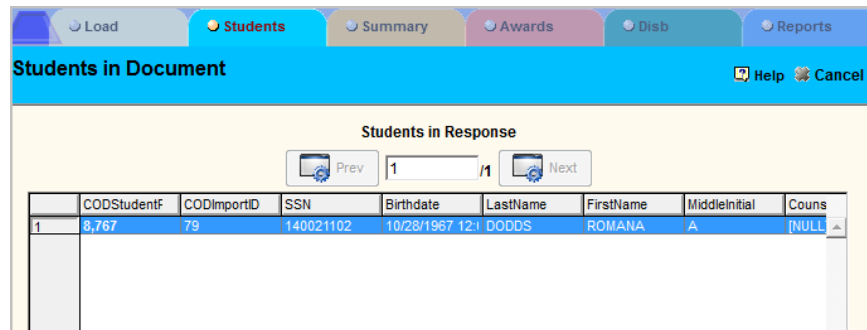 Load Students Summary Awards Disb Reports
Students in Document Help Cancel
Students in Response
Prev 1 /1 Next
CODStudentF CODImportID SSN Birthdate LastName FirstName MiddleInitial Couns
1 8,767 79 140021102 10/28/1967 12:0 DODDS ROMANA A [NULL]